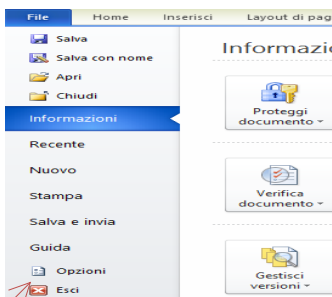 File Home Inserisci Layout di pag
Salva
Salva con nome
Apri
Chiudi
Informazioni
Recente
Nuovo
Stampa
Salva e invia
Guida
Opzioni
Esci
Informazio
Proteggi
documento
Verifica
documento
Gestisci
versioni